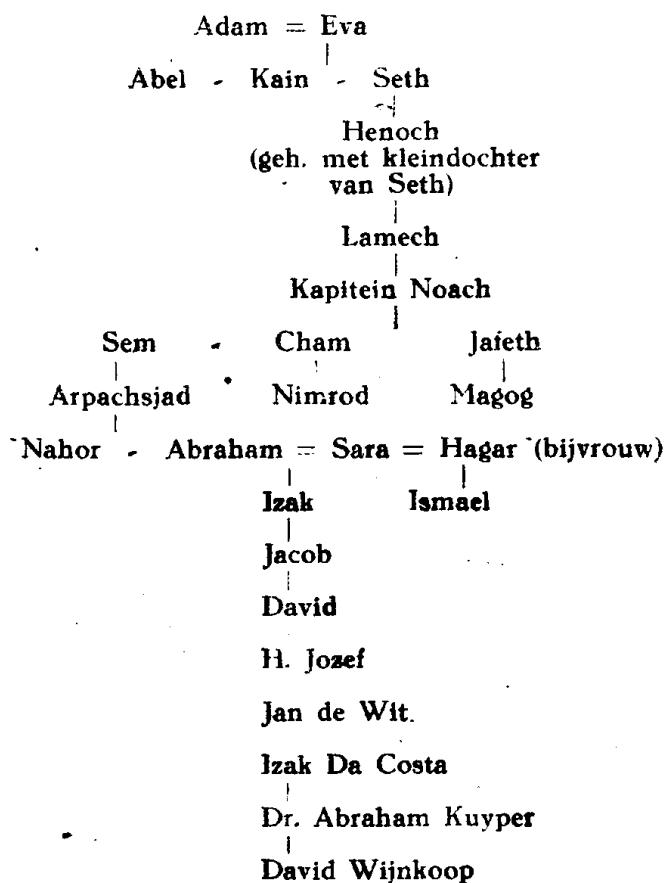 Adam = Eva
Abel - Kain - Seth
Henoch
(geh. met kleindochter
van Seth)
Lamech
Kapitein Noach
Sem - Cham Jafeth
Arpachsjad Nimrod Magog
Nahor - Abraham = Sara = Hagar (bijvrouw)
Izak Ismael
Jacob
David
H. Jozef
Jan de Wit.
Izak Da Costa
Dr. Abraham Kuyper
David Wijnkoop